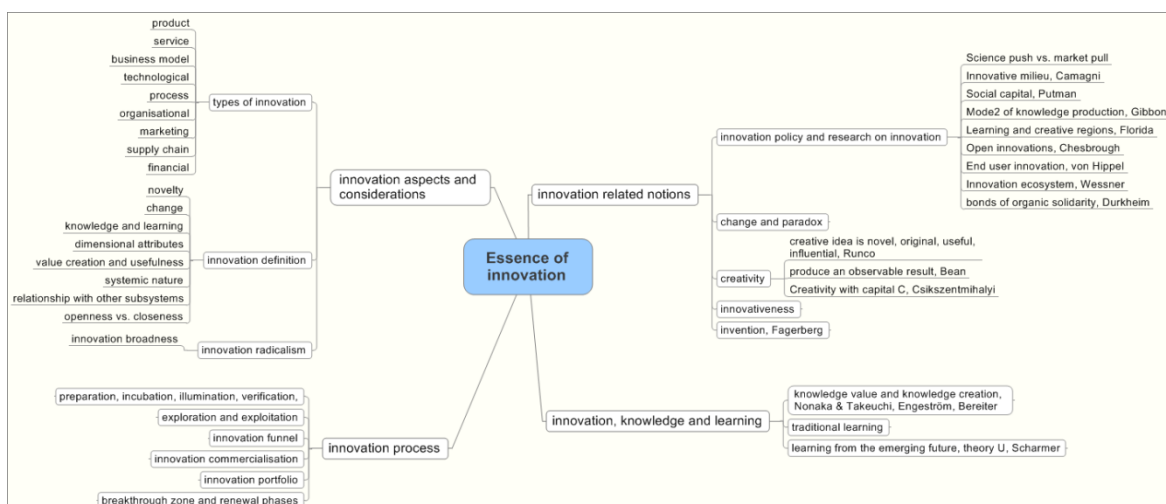 Essence of
innovation
innovation aspects and
considerations
types of innovation
product
service
business model
technological
process
organisational
marketing
supply chain
financial
innovation definition
novelty
change
knowledge and learning
dimensional attributes
value creation and usefulness
systemic nature
relationship with other subsystems
openness vs. closeness
innovation radicalism
innovation broadness
innovation process
preparation, incubation, illumination, verification,
exploration and exploitation
innovation funnel
innovation commercialisation
innovation portfolio
breakthrough zone and renewal phases
innovation related notions
innovation policy and research on innovation
Science push vs. market pull
Innovative milieu, Camagni
Social capital, Putman
Mode2 of knowledge production, Gibbon
Learning and creative regions, Florida
Open innovations, Chesbrough
End user innovation, von Hippel
Innovation ecosystem, Wessner
bonds of organic solidarity, Durkheim
change and paradox
creativity
creative idea is novel, original, useful,
influential, Runco
produce an observable result, Bean
Creativity with capital C, Csikszentmihalyi
innovativeness
invention, Fagerberg
innovation, knowledge and learning
knowledge value and knowledge creation,
Nonaka & Takeuchi, Engeström, Bereiter
traditional learning
learning from the emerging future, theory U, Scharmer